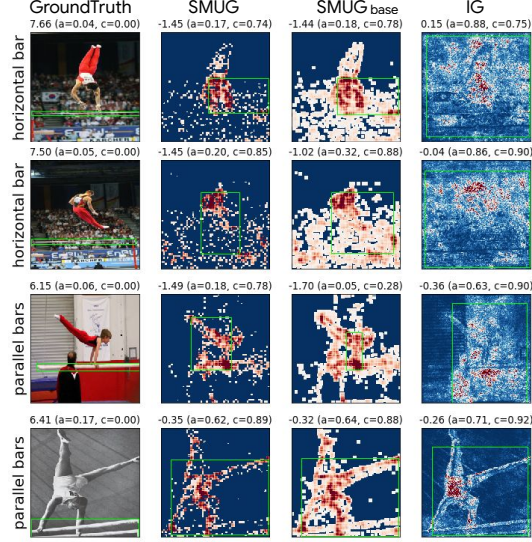 GroundTruth SMUG SMUG base IG
7.66 (a=0.04, c=0.00) -1.45 (a=0.17, c=0.74) -1.44 (a=0.18, c=0.78) 0.15 (a=0.88, c=0.75)
horizontal bar
7.50 (a=0.05, c=0.00) -1.45 (a=0.20, c=0.85) -1.02 (a=0.32, c=0.88) -0.04 (a=0.86, c=0.90)
horizontal bar
6.15 (a=0.06, c=0.00) -1.49 (a=0.18, c=0.78) -1.70 (a=0.05, c=0.28) -0.36 (a=0.63, c=0.90)
parallel bars
6.41 (a=0.17, c=0.00) -0.35 (a=0.62, c=0.89) -0.32 (a=0.64, c=0.88) -0.26 (a=0.71, c=0.92)
parallel bars